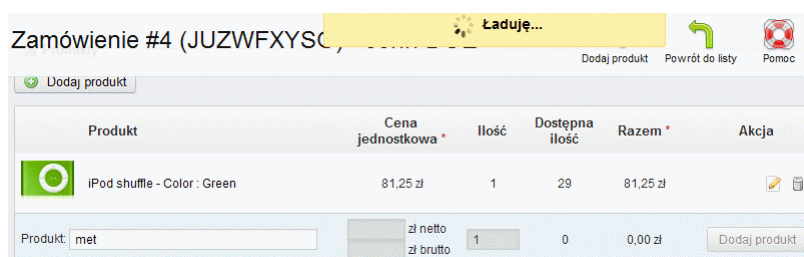 Ładuję...
Zamówienie #4 (JUZWFXYSO
Dodaj produkt Powrót do listy Pomoc
Dodaj produkt
Produkt Cena jednostkowa * Ilość Dostępna ilość Razem * Akcja
iPod shuffle - Color : Green 81,25 zł 1 29 81,25 zł
Produkt: met zł netto 1 0 0,00 zł Dodaj produkt
zł brutto